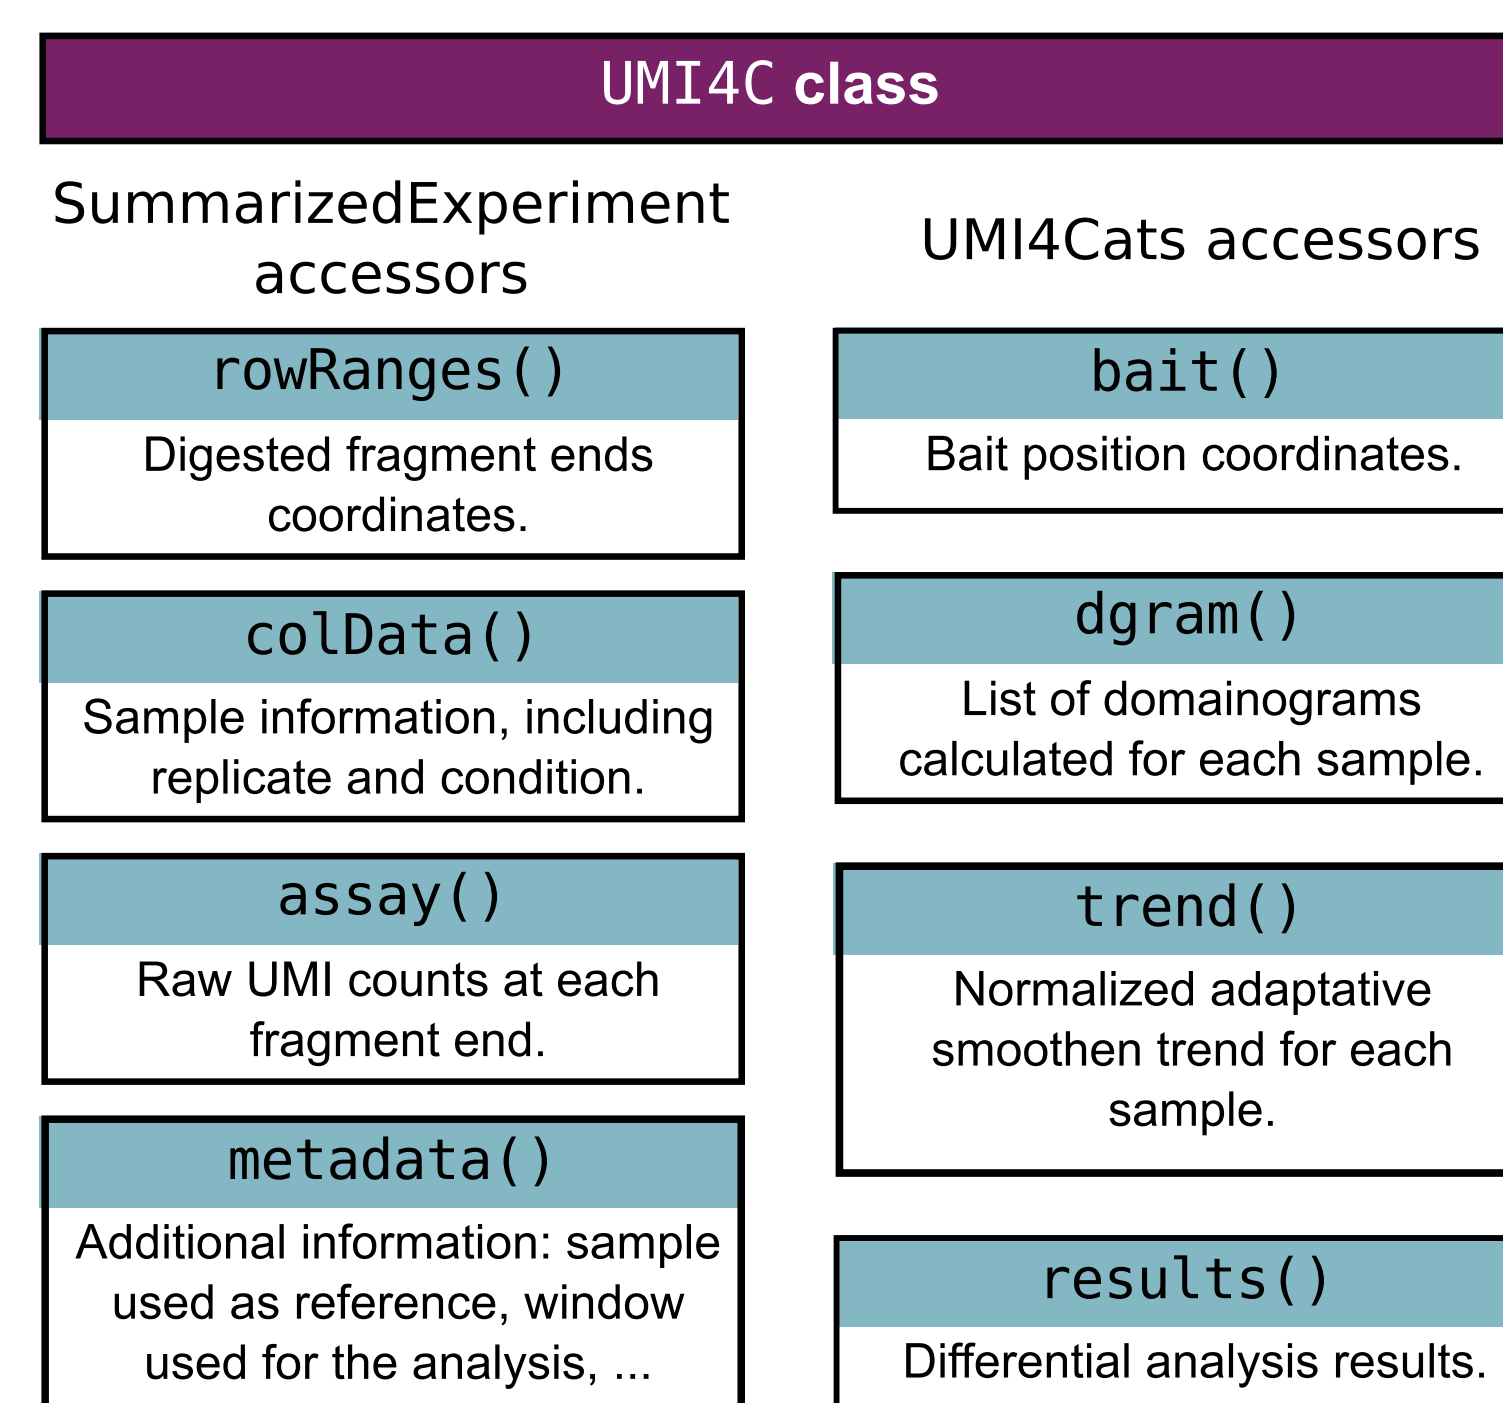 UMI4C class
SummarizedExperiment
accessors
rowRanges()
Digested fragment ends
coordinates.
colData()
Sample information, including
replicate and condition.
assay()
Raw UMI counts at each
fragment end.
metadata()
Additional information: sample
used as reference, window
used for the analysis, ...
UMI4Cats accessors
bait()
Bait position coordinates.
dgram()
List of domainograms
calculated for each sample.
trend()
Normalized adaptative
smoothen trend for each
sample.
results()
Differential analysis results.